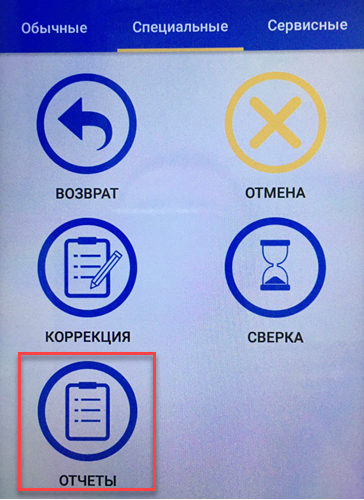 Обычные Специальные Сервисные
ВОЗВРАТ ОТМЕНА
КОРРЕКЦИЯ СВЕРКА
ОТЧЕТЫ